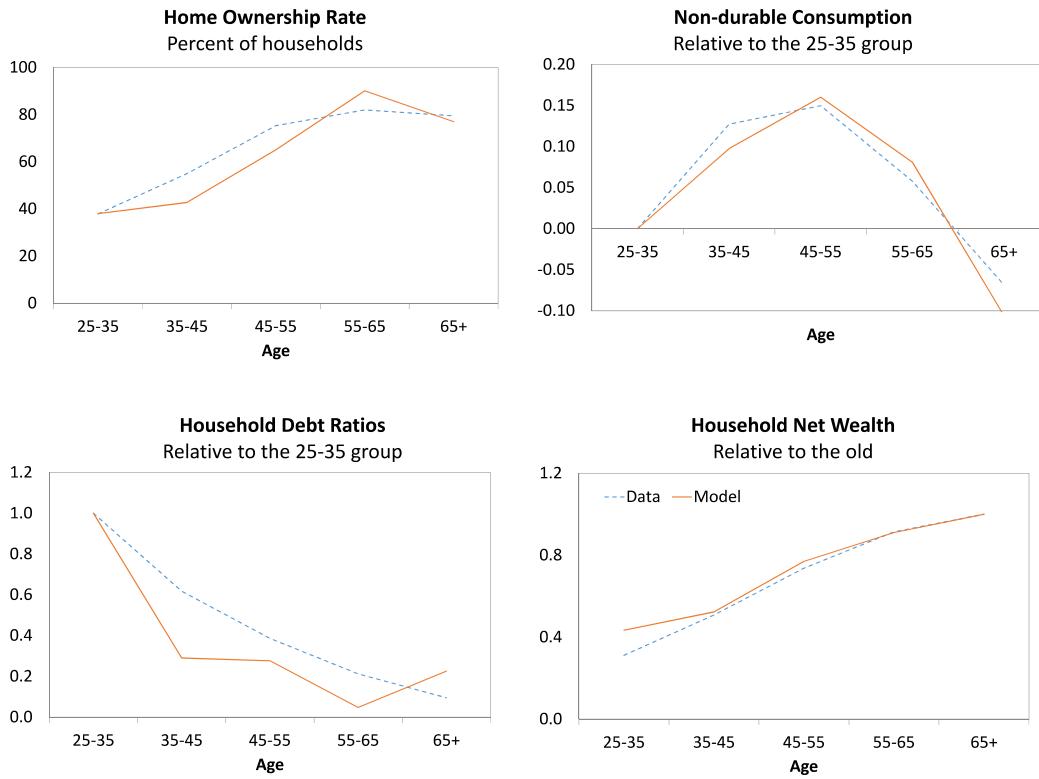 Home Ownership Rate
Percent of households
100
80
60
40
20
0
25-35 35-45 45-55 55-65 65+
Age
Non-durable Consumption
Relative to the 25-35 group
0.20
0.15
0.10
0.05
0.00
-0.05
-0.10
25-35 35-45 45-55 55-65 65+
Age
Household Debt Ratios
Relative to the 25-35 group
1.2
1.0
0.8
0.6
0.4
0.2
0.0
25-35 35-45 45-55 55-65 65+
Age
Household Net Wealth
Relative to the old
1.2
0.8
0.4
0.0
Data Model
25-35 35-45 45-55 55-65 65+
Age